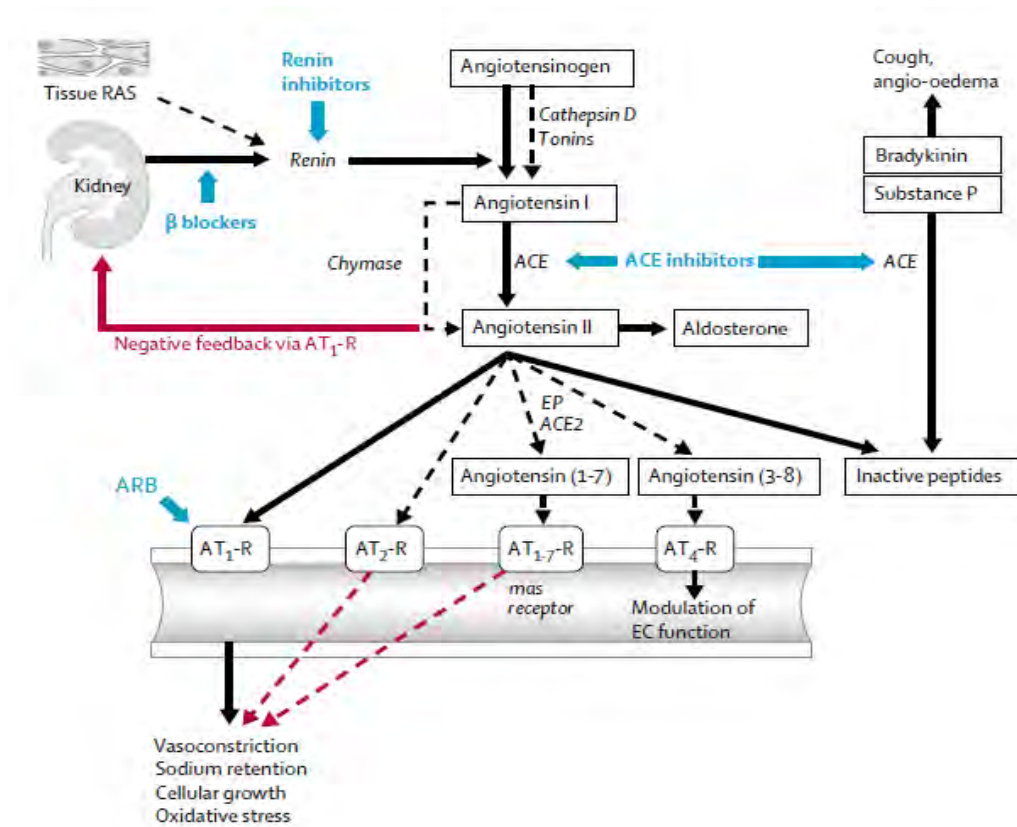 Tissue RAS
Kidney
Renin
inhibitors
Renin
β blockers
Angiotensinogen
Cathepsin D
Tonins
Angiotensin I
Chymase
ACE
ACE inhibitors
ACE
Cough,
angio-oedema
Bradykinin
Substance P
Negative feedback via AT1-R
Angiotensin II
Aldosterone
EP
ACE2
Angiotensin (1-7)
Angiotensin (3-8)
Inactive peptides
ARB
AT1-R
AT2-R
AT1-7-R
AT4-R
mas
receptor
Modulation of
EC function
Vasoconstriction
Sodium retention
Cellular growth
Oxidative stress